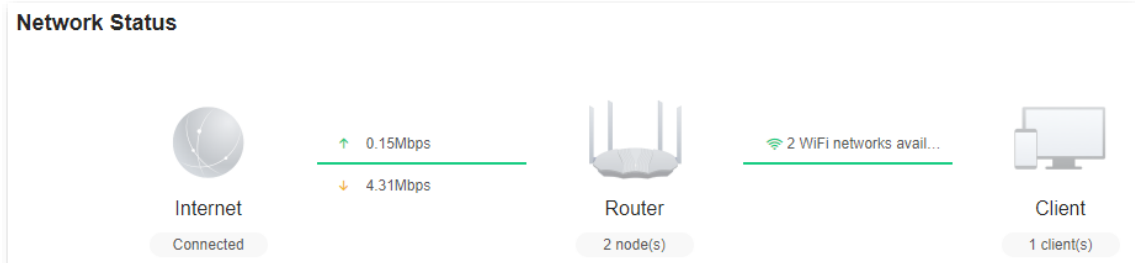 Network Status
↑ 0.15Mbps
2 WiFi networks avail...
↓ 4.31Mbps
Internet
Router
Client
Connected
2 node(s)
1 client(s)